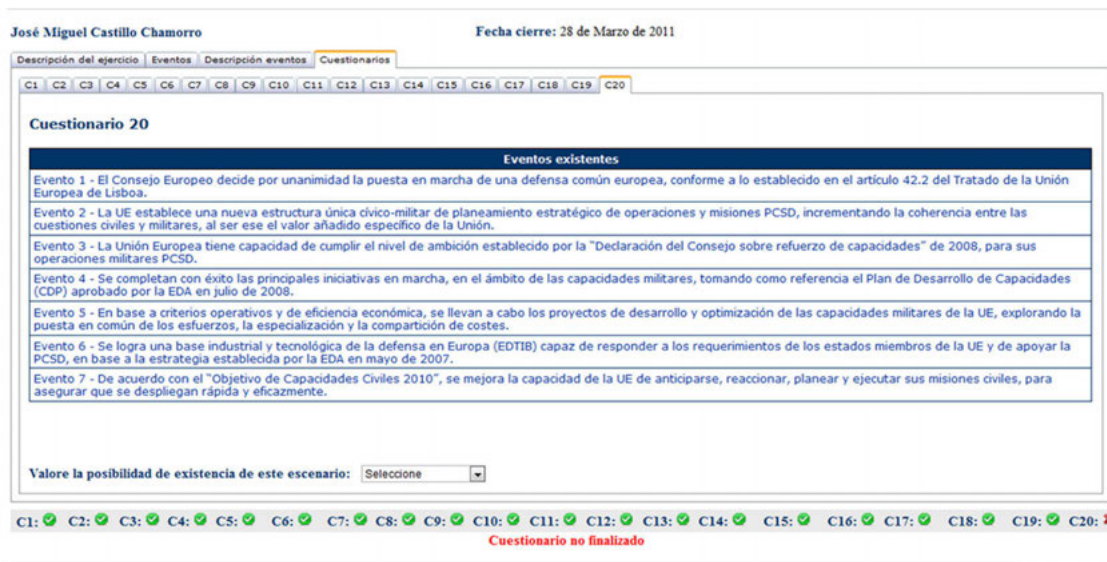 José Miguel Castillo Chamorro Fecha cierre: 28 de Marzo de 2011
Descripción del ejercicio Eventos Descripción eventos Cuestionarios
C1 C2 C3 C4 C5 C6 C7 C8 C9 C10 C11 C12 C13 C14 C15 C16 C17 C18 C19 C20
Cuestionario 20
Eventos existentes
Evento 1 - El Consejo Europeo decide por unanimidad la puesta en marcha de una defensa común europea, conforme a lo establecido en el artículo 42.2 del Tratado de la Unión
Europea de Lisboa.
Evento 2 - La UE establece una nueva estructura única cívico-militar de planeamiento estratégico de operaciones y misiones PCSD, incrementando la coherencia entre las
cuestiones civiles y militares, al ser ese el valor añadido específico de la Unión.
Evento 3 - La Unión Europea tiene capacidad de cumplir el nivel de ambición establecido por la "Declaración del Consejo sobre refuerzo de capacidades" de 2008, para sus
operaciones militares PCSD.
Evento 4 - Se completan con éxito las principales iniciativas en marcha, en el ámbito de las capacidades militares, tomando como referencia el Plan de Desarrollo de Capacidades
(CDP) aprobado por la EDA en julio de 2008.
Evento 5 - En base a criterios operativos y de eficiencia económica, se llevan a cabo los proyectos de desarrollo y optimización de las capacidades militares de la UE, explorando la
puesta en común de los esfuerzos, la especialización y la compartición de costes.
Evento 6 - Se logra una base industrial y tecnológica de la defensa en Europa (EDTIB) capaz de responder a los requerimientos de los estados miembros de la UE y de apoyar la
PCSD, en base a la estrategia establecida por la EDA en mayo de 2007.
Evento 7 - De acuerdo con el "Objetivo de Capacidades Civiles 2010", se mejora la capacidad de la UE de anticiparse, reaccionar, planear y ejecutar sus misiones civiles, para
asegurar que se despliegan rápida y eficazmente.
Valore la posibilidad de existencia de este escenario: Seleccione
C1: C2: C3: C4: C5: C6: C7: C8: C9: C10: C11: C12: C13: C14: C15: C16: C17: C18: C19: C20:
Cuestionario no finalizado